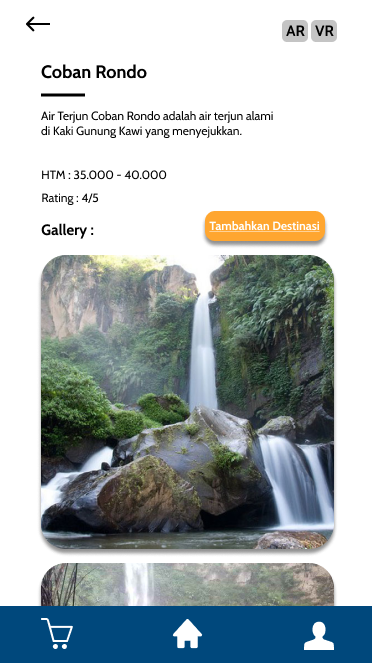 AR VR
Coban Rondo
Air Terjun Coban Rondo adalah air terjun alami
di Kaki Gunung Kawi yang menyejukkan.
HTM : 35.000 - 40.000
Rating : 4/5
Gallery :
Tambahkan Destinasi